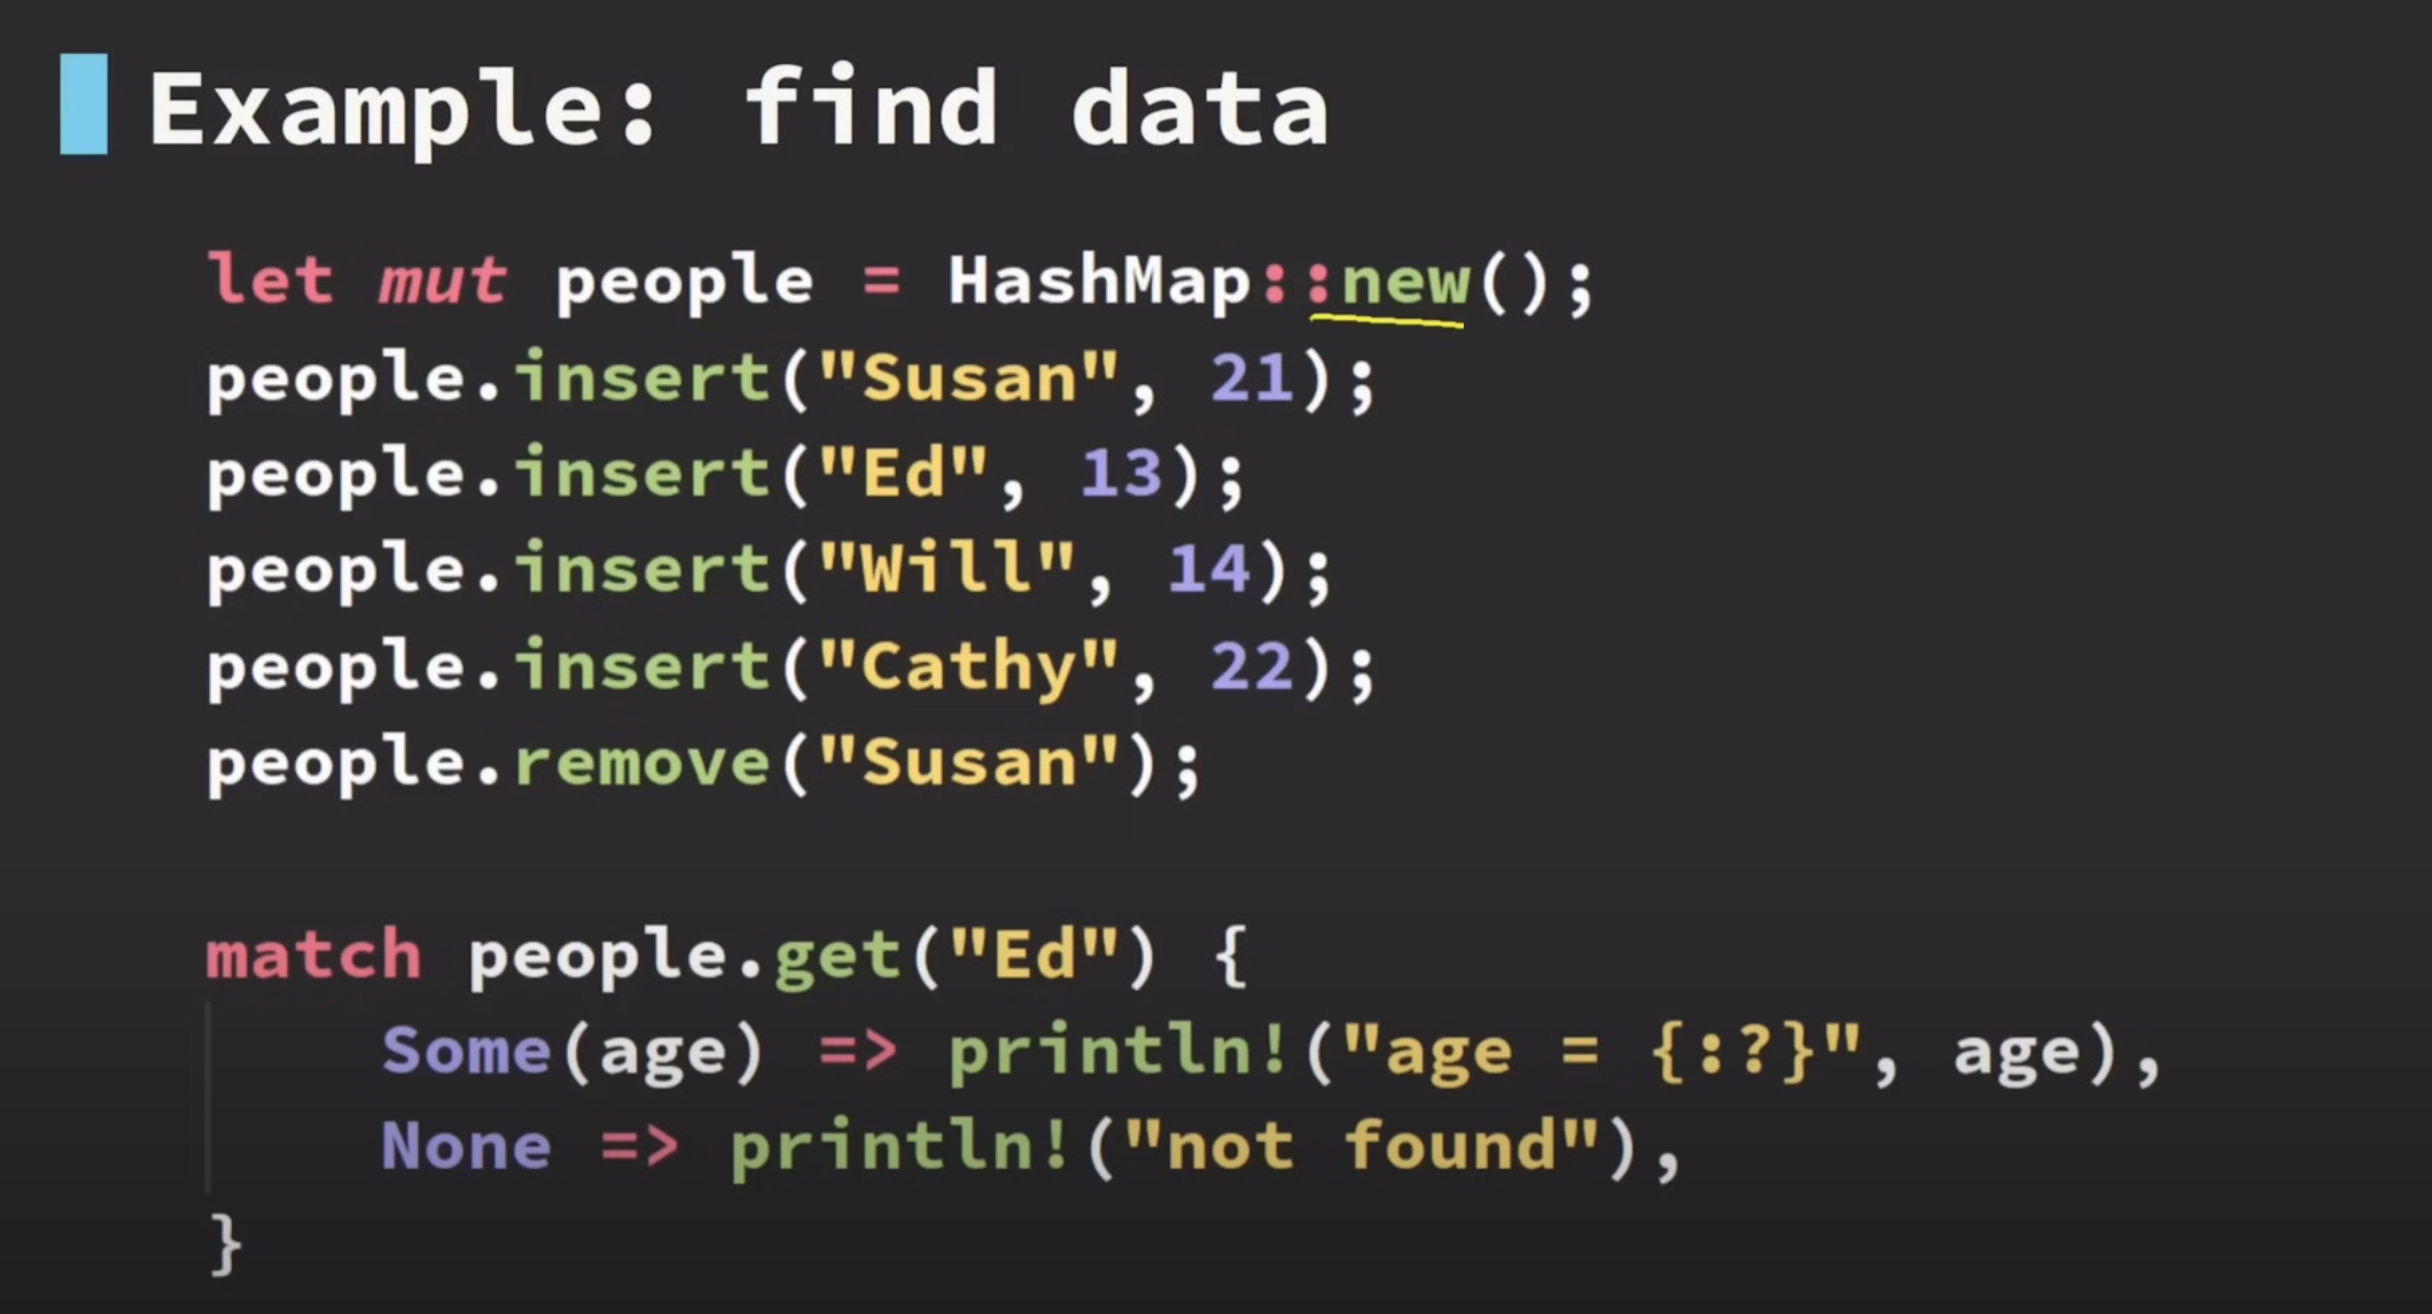 Example: find data
let mut people = HashMap::new();
people.insert("Susan", 21);
people.insert("Ed", 13);
people.insert("Will", 14);
people.insert("Cathy", 22);
people.remove("Susan");
match people.get("Ed") {
    Some(age) => println!("age = {:?}", age),
    None => println!("not found"),
}